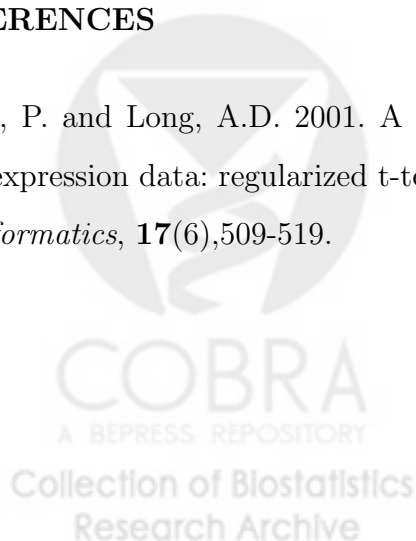 ERENCES
, P. and Long, A.D. 2001. A
expression data: regularized t-te
formatics, 17(6),509-519.
COBRA
A BEPRESS REPOSITORY
Collection of Biostatistics
Research Archive